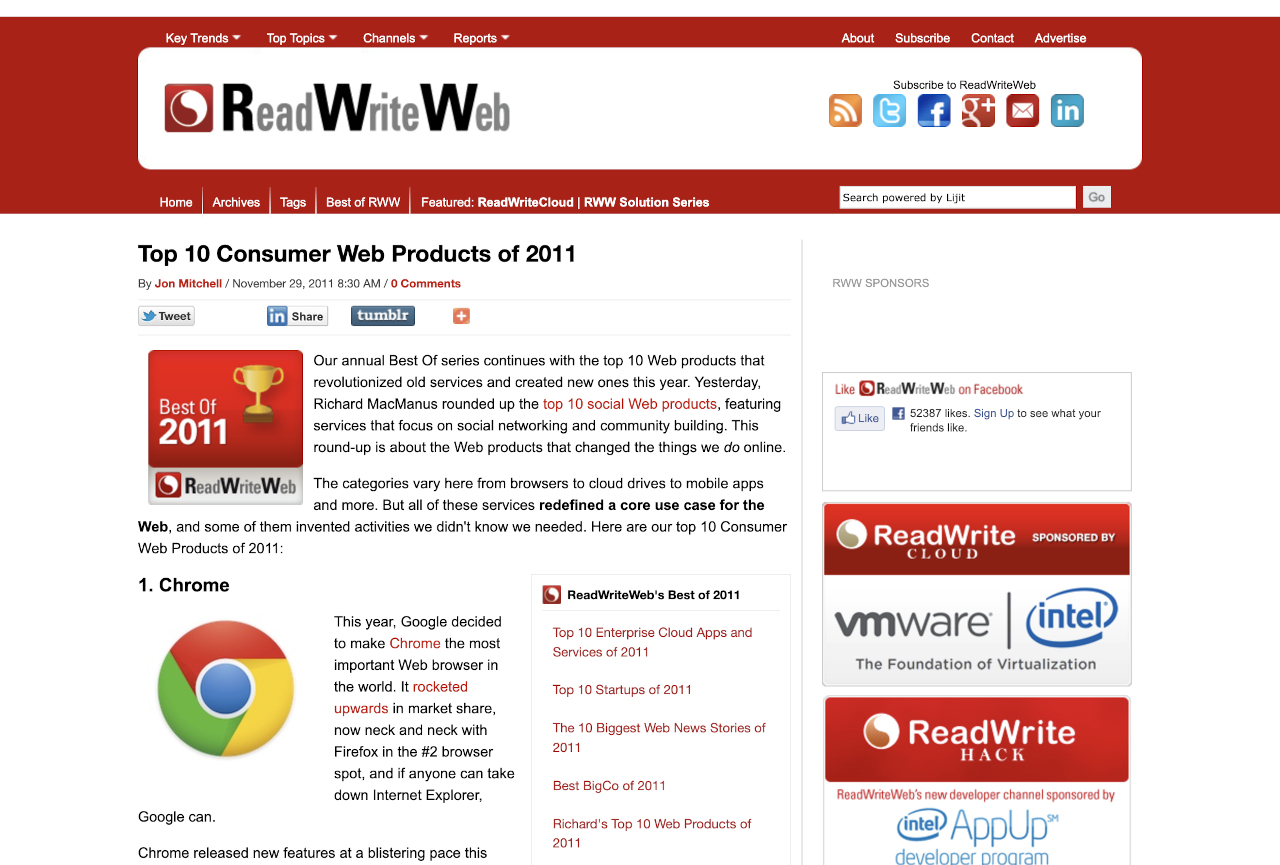 Key Trends Top Topics Channels Reports About Subscribe Contact Advertise
ReadWriteWeb
Subscribe to ReadWriteWeb
Home Archives Tags Best of RWW Featured: ReadWriteCloud | RWW Solution Series
Search powered by Lijit Go
Top 10 Consumer Web Products of 2011
By Jon Mitchell / November 29, 2011 8:30 AM / 0 Comments
Tweet in Share tumblr
Best Of
2011
ReadWriteWeb
Our annual Best Of series continues with the top 10 Web products that
revolutionized old services and created new ones this year. Yesterday,
Richard MacManus rounded up the top 10 social Web products, featuring
services that focus on social networking and community building. This
round-up is about the Web products that changed the things we do online.
The categories vary here from browsers to cloud drives to mobile apps
and more. But all of these services redefined a core use case for the
Web, and some of them invented activities we didn't know we needed. Here are our top 10 Consumer
Web Products of 2011:
1. Chrome
This year, Google decided
to make Chrome the most
important Web browser in
the world. It rocketed
upwards in market share,
now neck and neck with
Firefox in the #2 browser
spot, and if anyone can take
down Internet Explorer,
Google can.
Chrome released new features at a blistering pace this
ReadWriteWeb's Best of 2011
Top 10 Enterprise Cloud Apps and
Services of 2011
Top 10 Startups of 2011
The 10 Biggest Web News Stories of
2011
Best BigCo of 2011
Richard's Top 10 Web Products of
2011
RWW SPONSORS
Like ReadWriteWeb on Facebook
Like 52387 likes. Sign Up to see what your
friends like.
ReadWrite SPONSORED BY
CLOUD
vmware | intel
The Foundation of Virtualization
ReadWrite
HACK
ReadWriteWeb's new developer channel sponsored by
intel AppUp SM
developer program